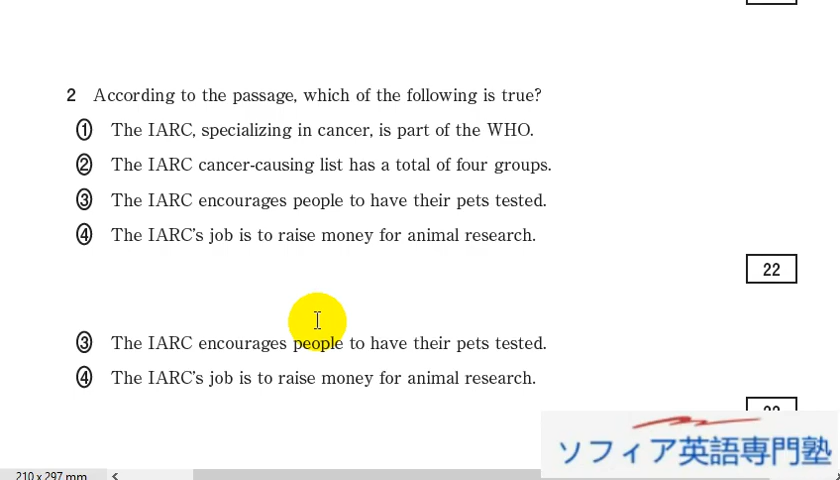 2 According to the passage, which of the following is true?
① The IARC, specializing in cancer, is part of the WHO.
② The IARC cancer-causing list has a total of four groups.
③ The IARC encourages people to have their pets tested.
④ The IARC's job is to raise money for animal research.
22
③ The IARC encourages people to have their pets tested.
④ The IARC's job is to raise money for animal research.
ソフィア英語専門塾
210 x 297 mm